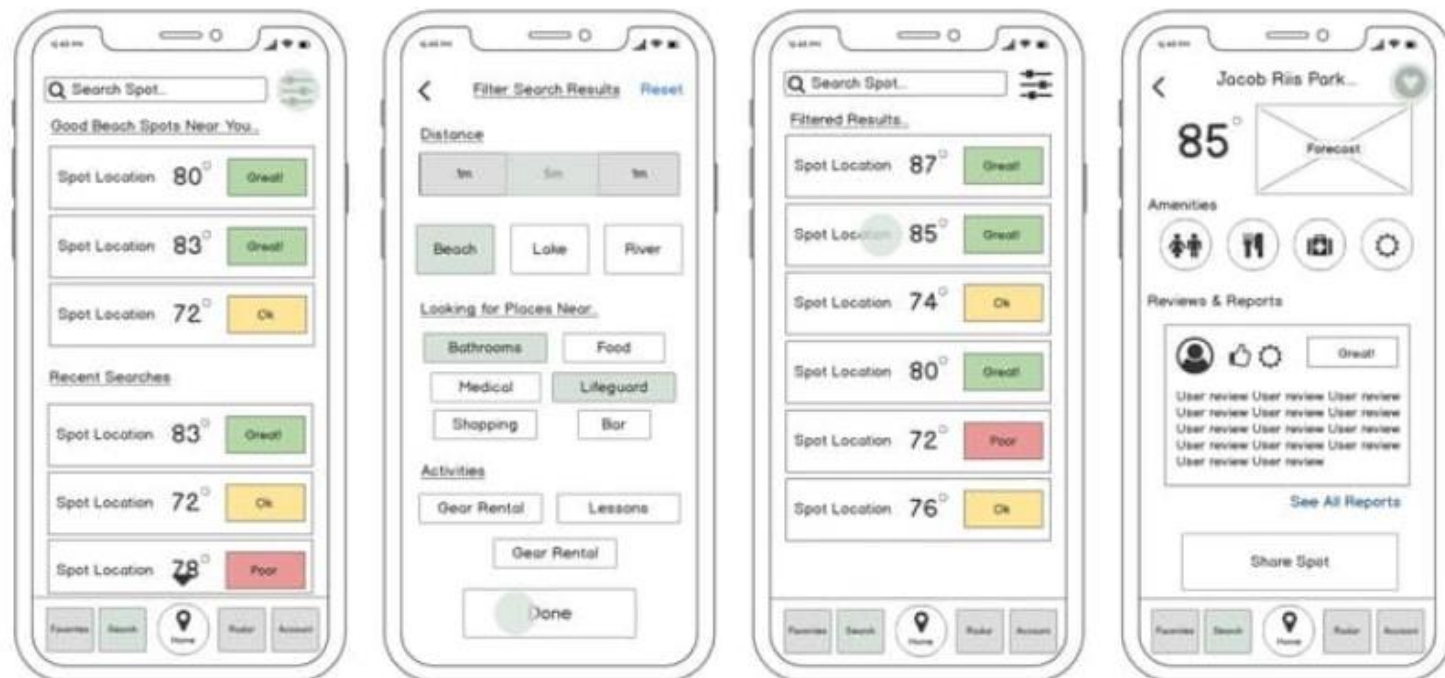 Search Spot..
Good Beach Spots Near You..
Spot Location 80° Great!
Spot Location 83° Great!
Spot Location 72° Ok
Recent Searches
Spot Location 83° Great!
Spot Location 72° Ok
Spot Location 78° Poor
Favorites Search Home Radar Account
Filter Search Results Reset
Distance
1m 5m 1m
Beach Lake River
Looking for Places Near..
Bathrooms Food
Medical Lifeguard
Shopping Bar
Activities
Gear Rental Lessons
Gear Rental
Done
Search Spot..
Filtered Results..
Spot Location 87° Great!
Spot Location 85° Great!
Spot Location 74° Ok
Spot Location 80° Great!
Spot Location 72° Poor
Spot Location 76° Ok
Favorites Search Home Radar Account
Jacob Riis Park..
85° Forecast
Amenities
Reviews & Reports
Great!
User review User review User review
User review User review User review
User review User review User review
User review User review User review
User review User review
See All Reports
Share Spot
Favorites Search Home Radar Account